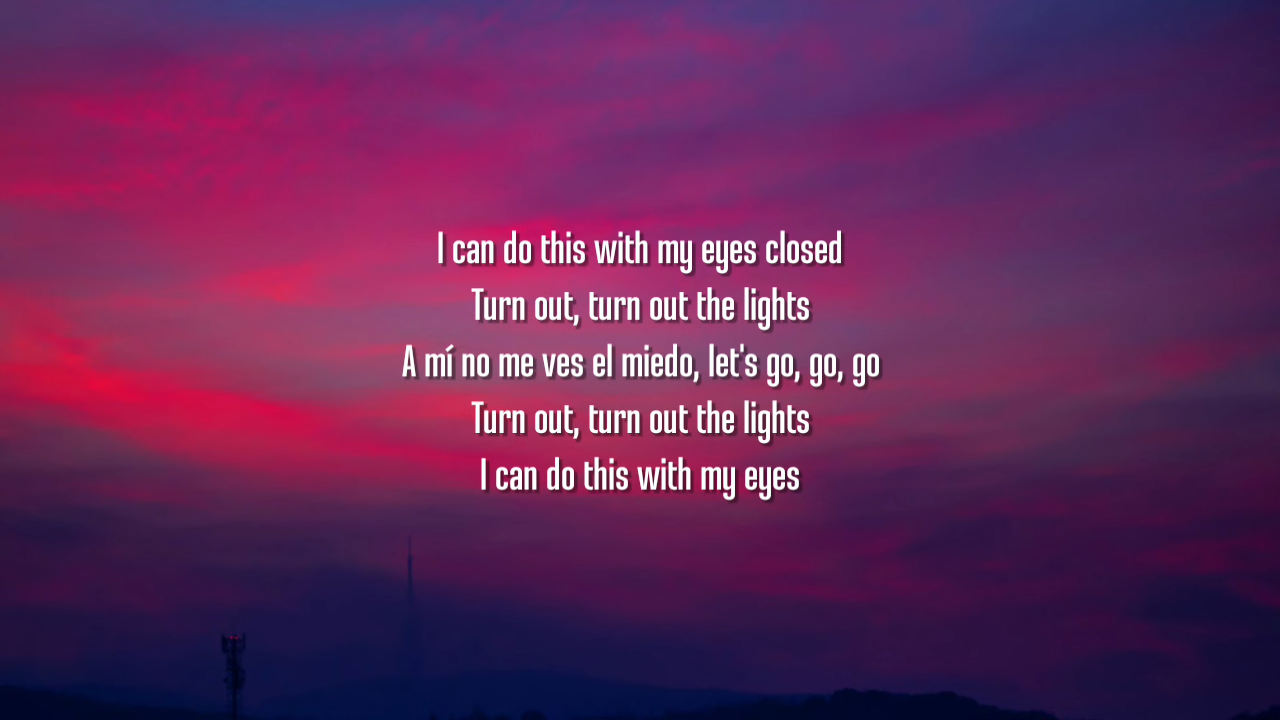 I can do this with my eyes closed
Turn out, turn out the lights
A mí no me ves el miedo, let's go, go, go
Turn out, turn out the lights
I can do this with my eyes